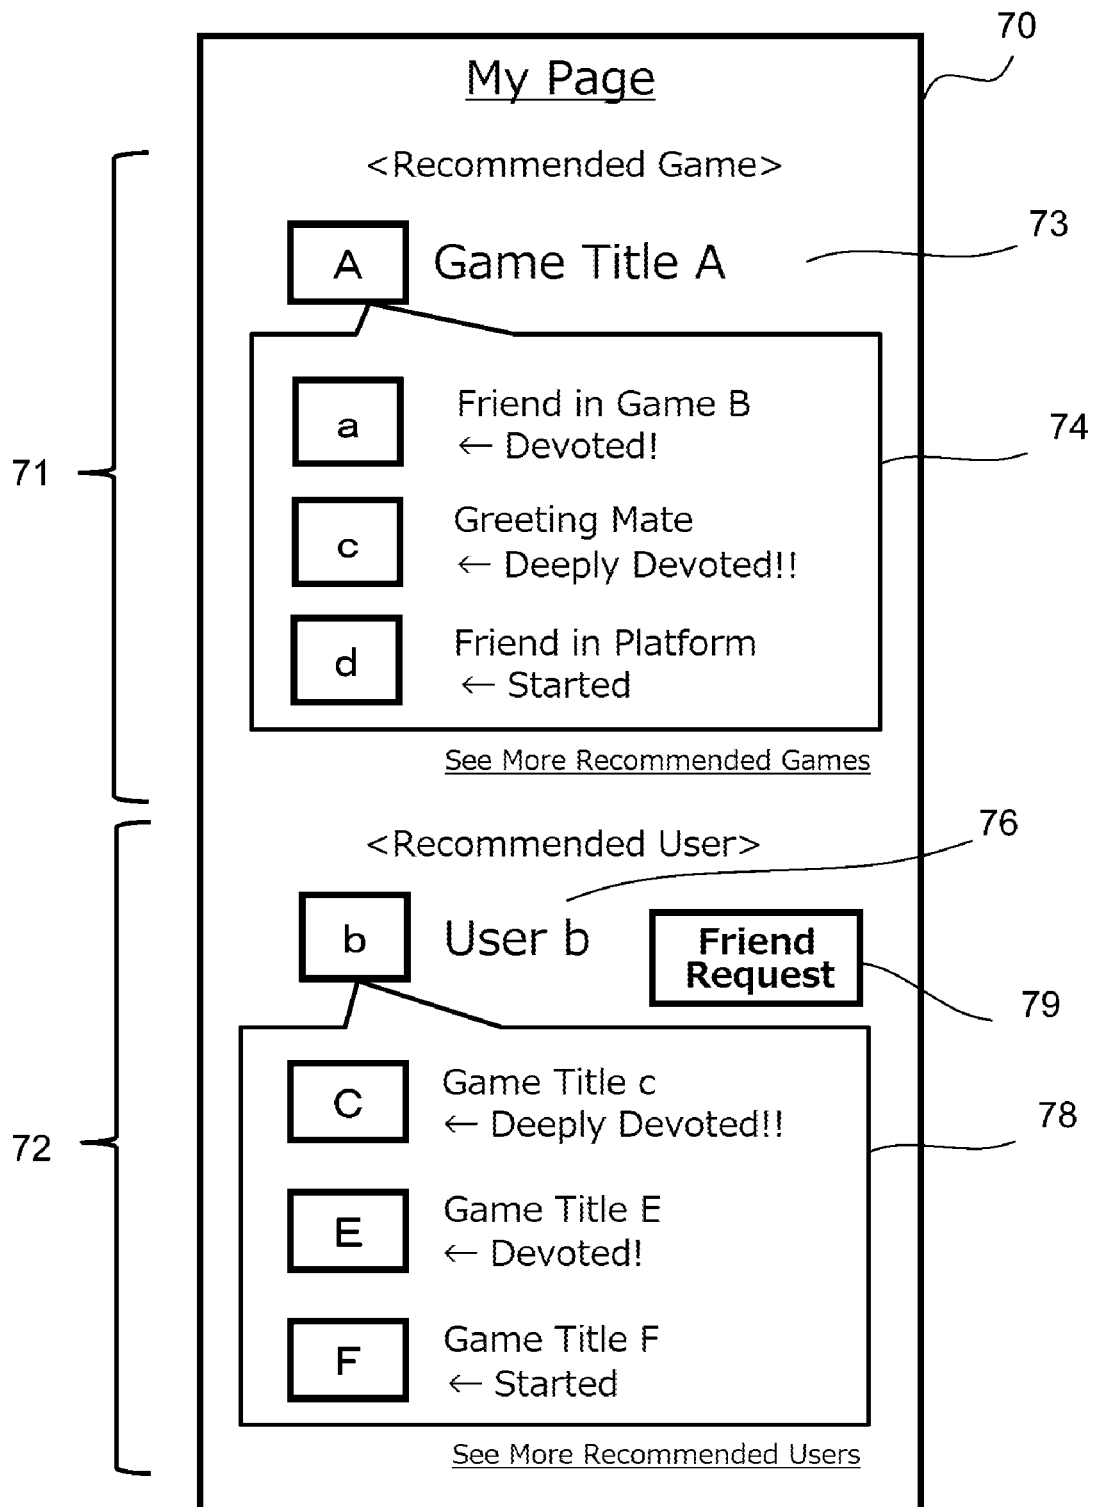 70
My Page
<Recommended Game>
73
A Game Title A
a Friend in Game B
← Devoted!
74
71
c Greeting Mate
← Deeply Devoted!!
d Friend in Platform
← Started
See More Recommended Games
76
<Recommended User>
b User b
Friend
Request
79
C Game Title c
← Deeply Devoted!!
78
72
E Game Title E
← Devoted!
F Game Title F
← Started
See More Recommended Users